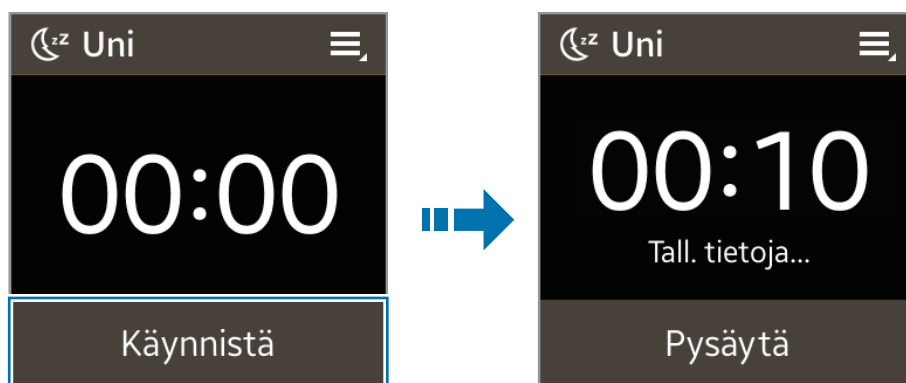 Uni
00:00
Käynnistä
Uni
00:10
Tall. tietoja...
Pysäytä